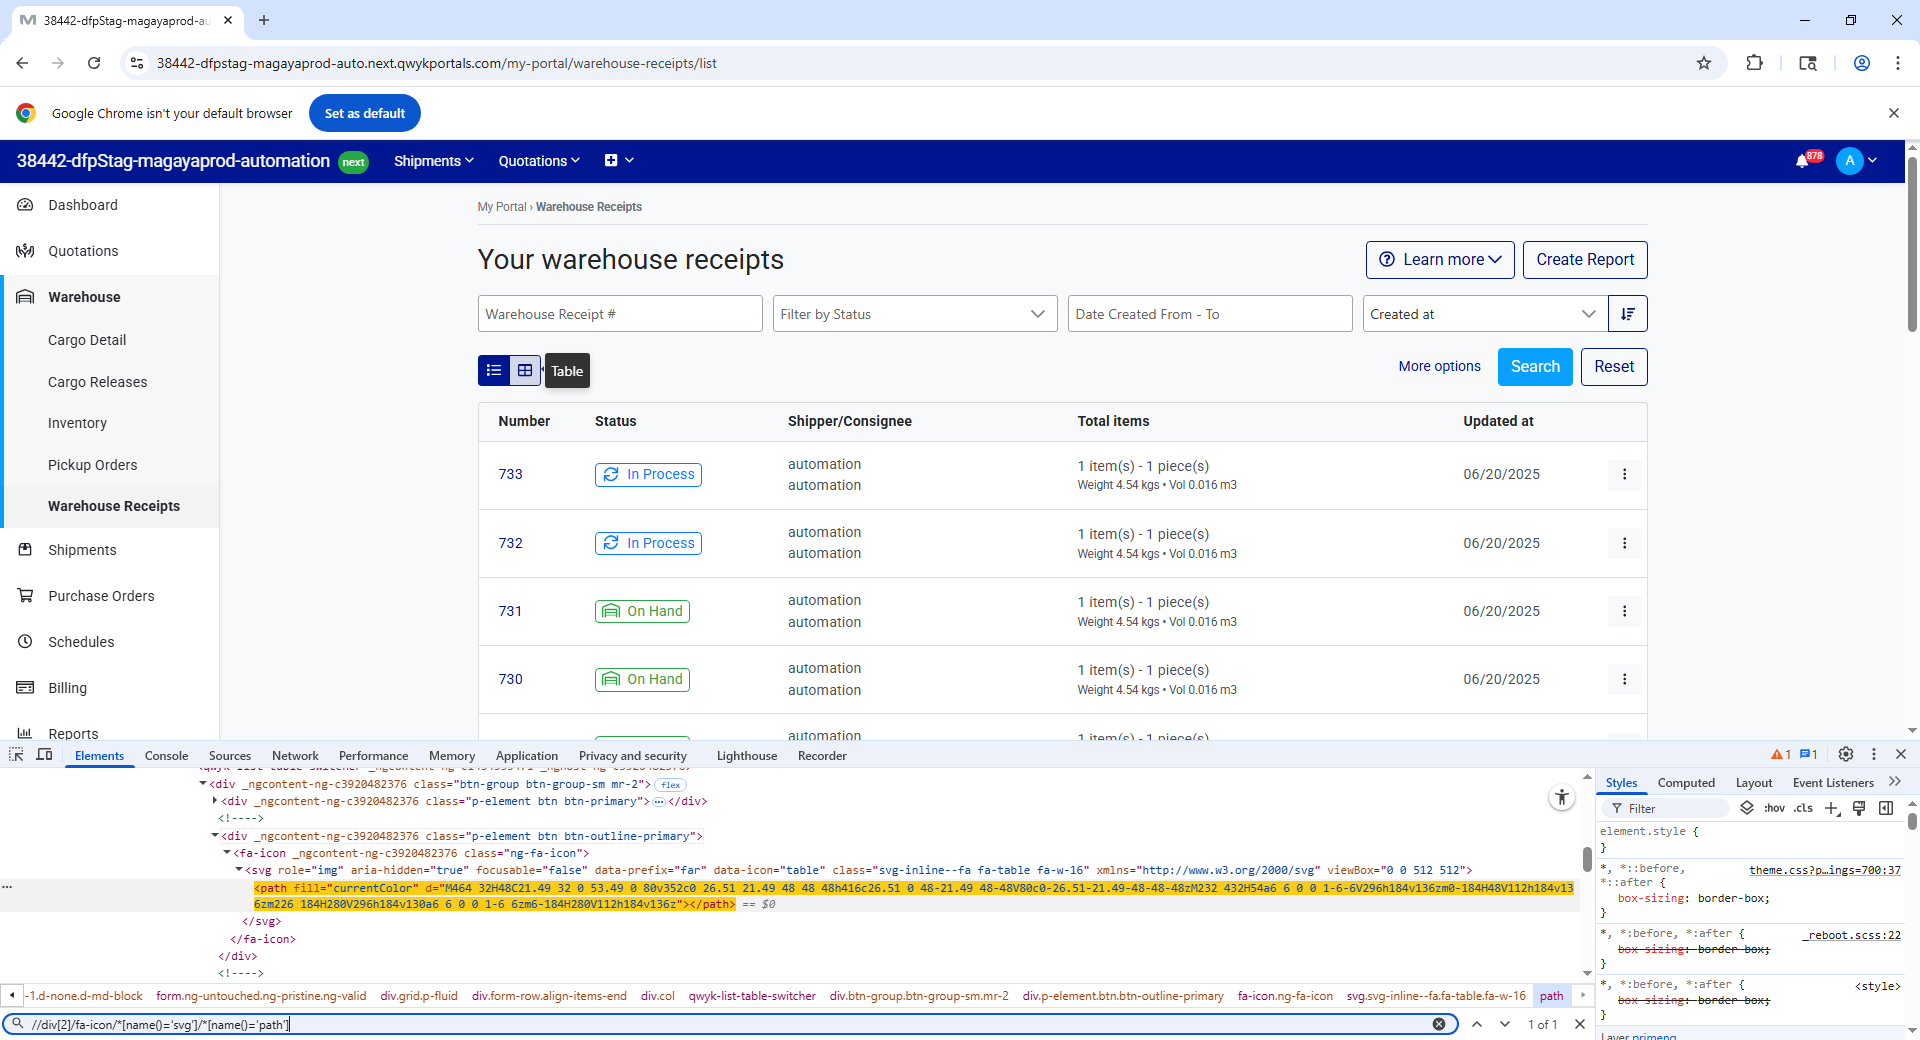 38442-dfpStag-magayaprod-au
38442-dfpstag-magayaprod-auto.next.qwykportals.com/my-portal/warehouse-receipts/list
Google Chrome isn't your default browser
Set as default
38442-dfpStag-magayaprod-automation next Shipments Quotations 878 A
Dashboard
Quotations
Warehouse
Cargo Detail
Cargo Releases
Inventory
Pickup Orders
Warehouse Receipts
Shipments
Purchase Orders
Schedules
Billing
Reports
My Portal › Warehouse Receipts
Your warehouse receipts
Learn more
Create Report
Warehouse Receipt #
Filter by Status
Date Created From - To
Created at
Table
More options
Search
Reset
Number Status Shipper/Consignee Total items Updated at
733 In Process automation 1 item(s) - 1 piece(s) 06/20/2025
automation Weight 4.54 kgs • Vol 0.016 m3
732 In Process automation 1 item(s) - 1 piece(s) 06/20/2025
automation Weight 4.54 kgs • Vol 0.016 m3
731 On Hand automation 1 item(s) - 1 piece(s) 06/20/2025
automation Weight 4.54 kgs • Vol 0.016 m3
730 On Hand automation 1 item(s) - 1 piece(s) 06/20/2025
automation Weight 4.54 kgs • Vol 0.016 m3
automation 1 item(s) - 1 piece(s)
Elements Console Sources Network Performance Memory Application Privacy and security Lighthouse Recorder 1 1
<div _ngcontent-ng-c3920482376 class="btn-group btn-group-sm mr-2"> flex
<div _ngcontent-ng-c3920482376 class="p-element btn btn-primary"> </div>
<!---->
<div _ngcontent-ng-c3920482376 class="p-element btn btn-outline-primary">
<fa-icon _ngcontent-ng-c3920482376 class="ng-fa-icon">
<svg role="img" aria-hidden="true" focusable="false" data-prefix="far" data-icon="table" class="svg-inline--fa fa-table fa-w-16" xmlns="http://www.w3.org/2000/svg" viewBox="0 0 512 512">
<path fill="currentColor" d="M464 32H48C21.49 32 0 53.49 0 80v352c0 26.51 21.49 48 48 48h416c26.51 0 48-21.49 48-48V80c0-26.51-21.49-48-48-48zM232 432H54a6 6 0 0 1-6-6V296h184v136zm0-184H48V112h184v13
6zm226 184H280V296h184v130a6 6 0 0 1-6 6zm6-184H280V112h184v136z"></path> == $0
</svg>
</fa-icon>
</div>
<!---->
-1.d-none.d-md-block form.ng-untouched.ng-pristine.ng-valid div.grid.p-fluid div.form-row.align-items-end div.col qwyk-list-table-switcher div.btn-group.btn-group-sm.mr-2 div.p-element.btn.btn-outline-primary fa-icon.ng-fa-icon svg.svg-inline--fa.fa-table.fa-w-16 path
//div[2]/fa-icon/*[name()='svg']/*[name()='path']
1 of 1
Styles Computed Layout Event Listeners
Filter :hov .cls
element.style {
}
*, *::before, theme.css?p…ings=700:37
*::after {
box-sizing: border-box;
}
*, *:before, *:after { _reboot.scss:22
box-sizing: border-box;
}
*, *:before, *:after { <style>
box-sizing: border-box;
}
Layer primeng